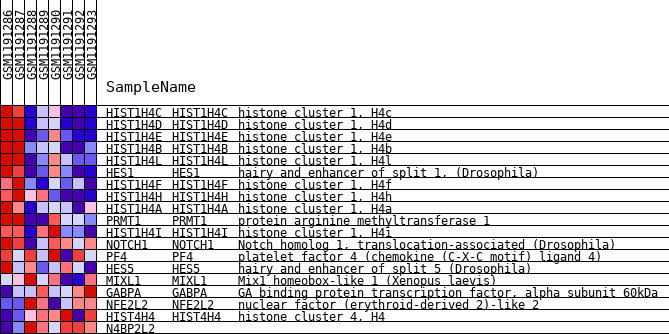 GSM1191286
GSM1191287
GSM1191288
GSM1191289
GSM1191290
GSM1191291
GSM1191292
GSM1191293
SampleName
HIST1H4C HIST1H4C histone cluster 1, H4c
HIST1H4D HIST1H4D histone cluster 1, H4d
HIST1H4E HIST1H4E histone cluster 1, H4e
HIST1H4B HIST1H4B histone cluster 1, H4b
HIST1H4L HIST1H4L histone cluster 1, H4l
HES1 HES1 hairy and enhancer of split 1, (Drosophila)
HIST1H4F HIST1H4F histone cluster 1, H4f
HIST1H4H HIST1H4H histone cluster 1, H4h
HIST1H4A HIST1H4A histone cluster 1, H4a
PRMT1 PRMT1 protein arginine methyltransferase 1
HIST1H4I HIST1H4I histone cluster 1, H4i
NOTCH1 NOTCH1 Notch homolog 1, translocation-associated (Drosophila)
PF4 PF4 platelet factor 4 (chemokine (C-X-C motif) ligand 4)
HES5 HES5 hairy and enhancer of split 5 (Drosophila)
MIXL1 MIXL1 Mix1 homeobox-like 1 (Xenopus laevis)
GABPA GABPA GA binding protein transcription factor, alpha subunit 60kDa
NFE2L2 NFE2L2 nuclear factor (erythroid-derived 2)-like 2
HIST4H4 HIST4H4 histone cluster 4, H4
N4BP2L2